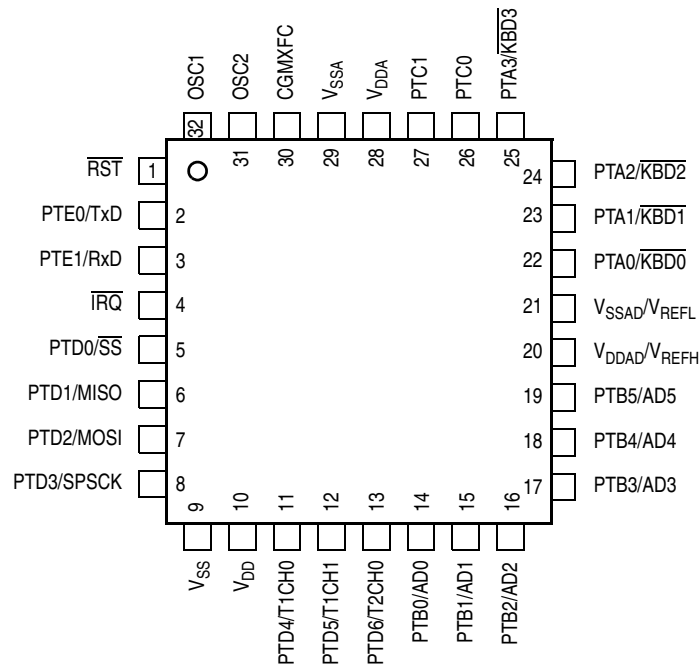 OSC1
OSC2
CGMXFC
VSSA
VDDA
PTC1
PTC0
PTA3/KBD3
32
31
30
29
28
27
26
25
RST
1
PTE0/TxD
2
PTE1/RxD
3
IRQ
4
PTD0/SS
5
PTD1/MISO
6
PTD2/MOSI
7
PTD3/SPSCK
8
24
PTA2/KBD2
23
PTA1/KBD1
22
PTA0/KBD0
21
VSSAD/VREFL
20
VDDAD/VREFH
19
PTB5/AD5
18
PTB4/AD4
17
PTB3/AD3
9
10
11
12
13
14
15
16
VSS
VDD
PTD4/T1CH0
PTD5/T1CH1
PTD6/T2CH0
PTB0/AD0
PTB1/AD1
PTB2/AD2